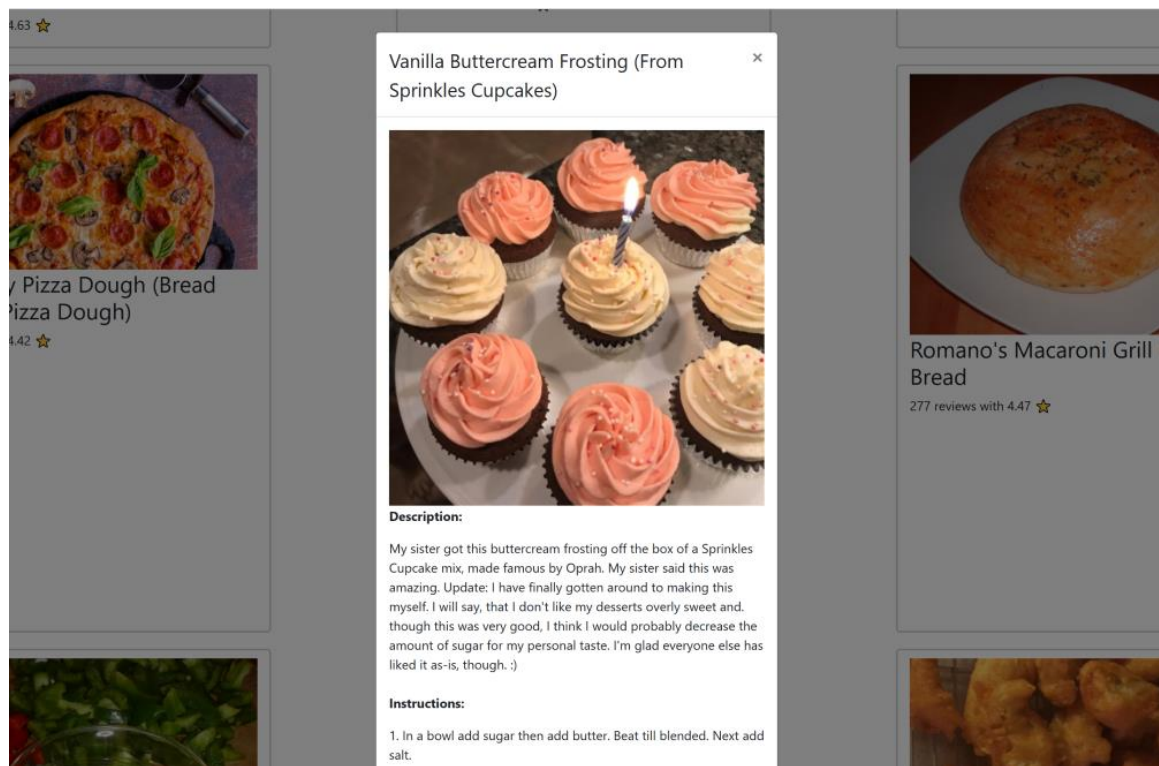 4.63
Vanilla Buttercream Frosting (From
Sprinkles Cupcakes)
×
Pizza Dough (Bread
Pizza Dough)
4.42
Romano's Macaroni Grill
Bread
277 reviews with 4.47
Description:
My sister got this buttercream frosting off the box of a Sprinkles
Cupcake mix, made famous by Oprah. My sister said this was
amazing. Update: I have finally gotten around to making this
myself. I will say, that I don't like my desserts overly sweet and.
though this was very good, I think I would probably decrease the
amount of sugar for my personal taste. I'm glad everyone else has
liked it as-is, though. :)
Instructions:
1. In a bowl add sugar then add butter. Beat till blended. Next add
salt.